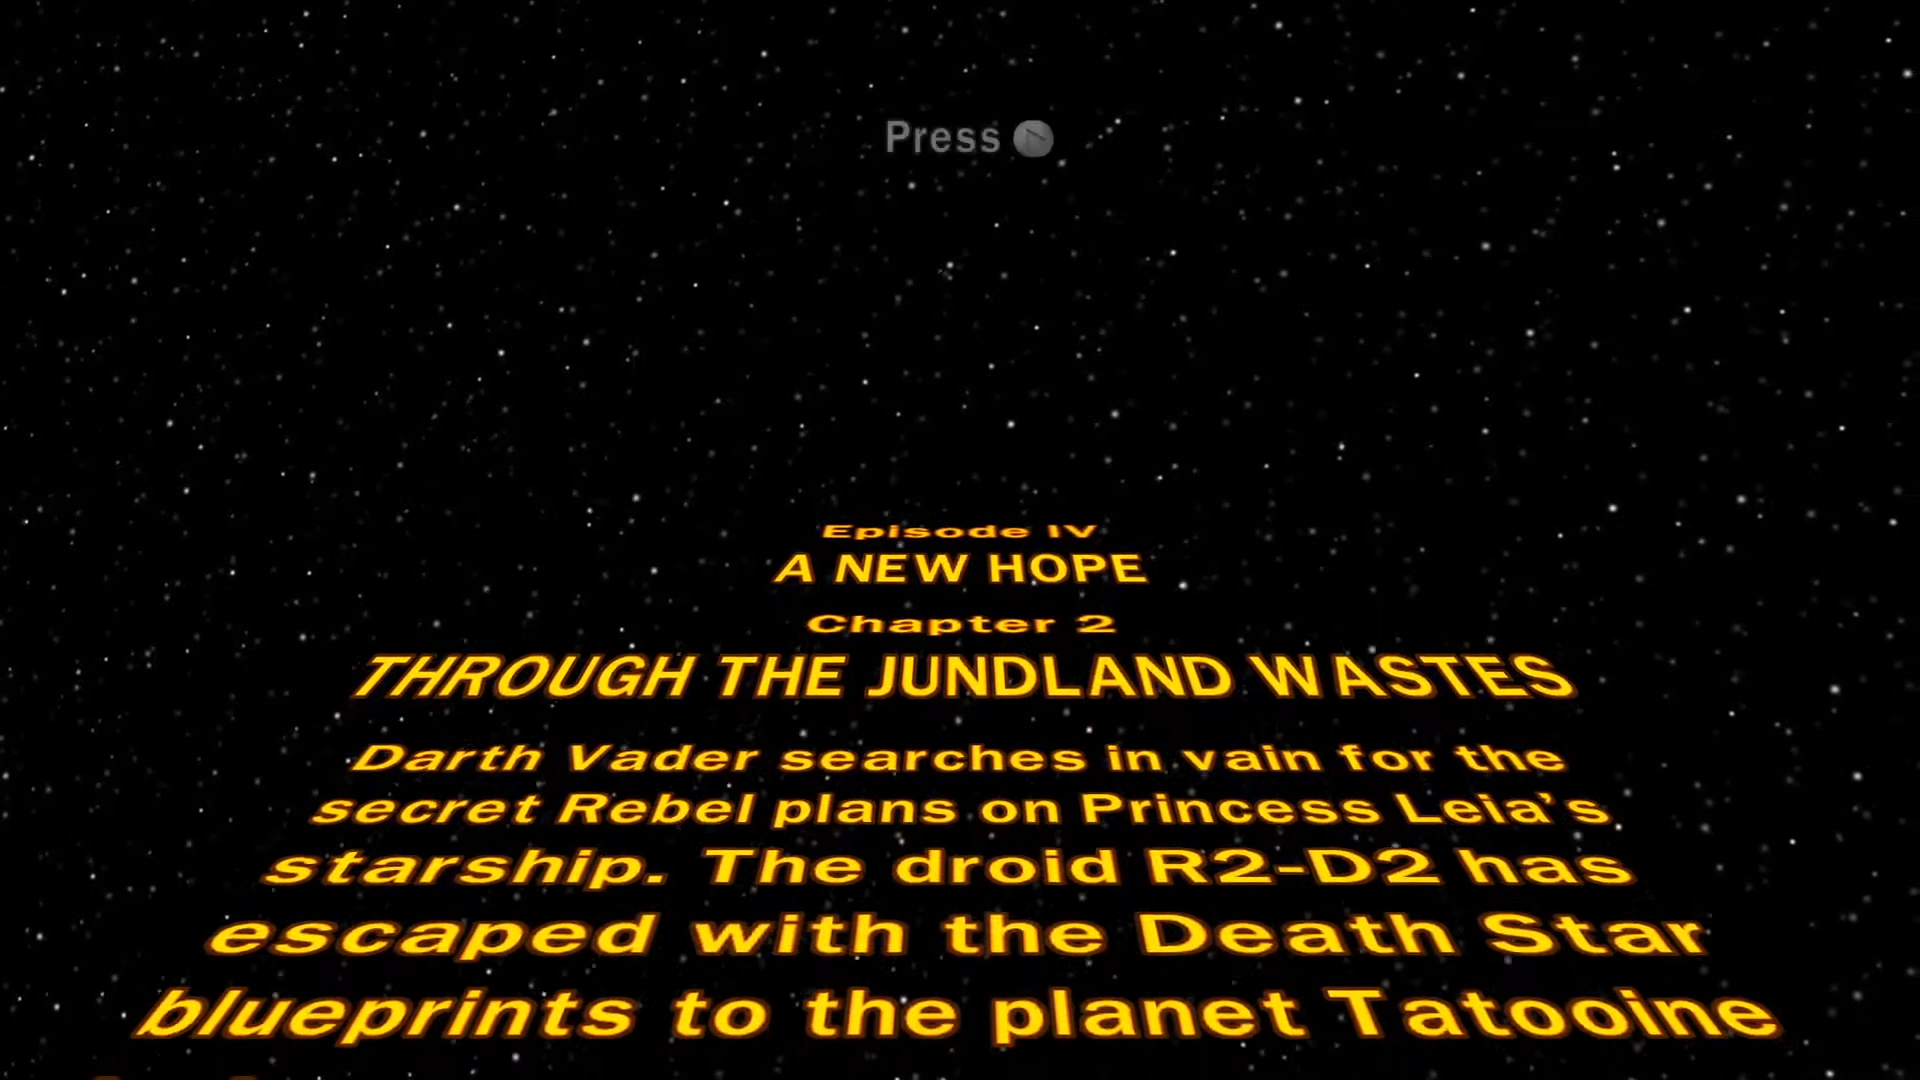 Press
Episode IV
A NEW HOPE
Chapter 2
THROUGH THE JUNDLAND WASTES
Darth Vader searches in vain for the
secret Rebel plans on Princess Leia's
starship. The droid R2-D2 has
escaped with the Death Star
blueprints to the planet Tatooine